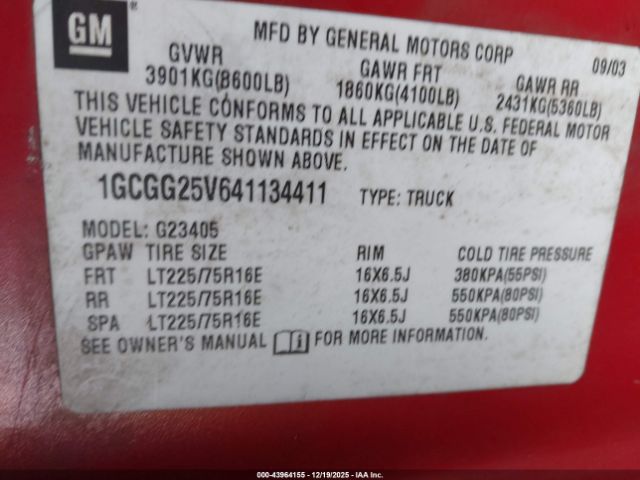 GM ®
MFD BY GENERAL MOTORS CORP 09/03
GVWR GAWR FRT GAWR RR
3901KG(8600LB) 1860KG(4100LB) 2431KG(5360LB)
THIS VEHICLE CONFORMS TO ALL APPLICABLE U.S. FEDERAL MOTOR
VEHICLE SAFETY STANDARDS IN EFFECT ON THE DATE OF
MANUFACTURE SHOWN ABOVE.
1GCGG25V641134411 TYPE: TRUCK
MODEL: G23405
GPAW TIRE SIZE RIM COLD TIRE PRESSURE
FRT LT225/75R16E 16X6.5J 380KPA(55PSI)
RR LT225/75R16E 16X6.5J 550KPA(80PSI)
SPA LT225/75R16E 16X6.5J 550KPA(80PSI)
SEE OWNER'S MANUAL FOR MORE INFORMATION.
000-43964155 - 12/19/2025 - IAA Inc.